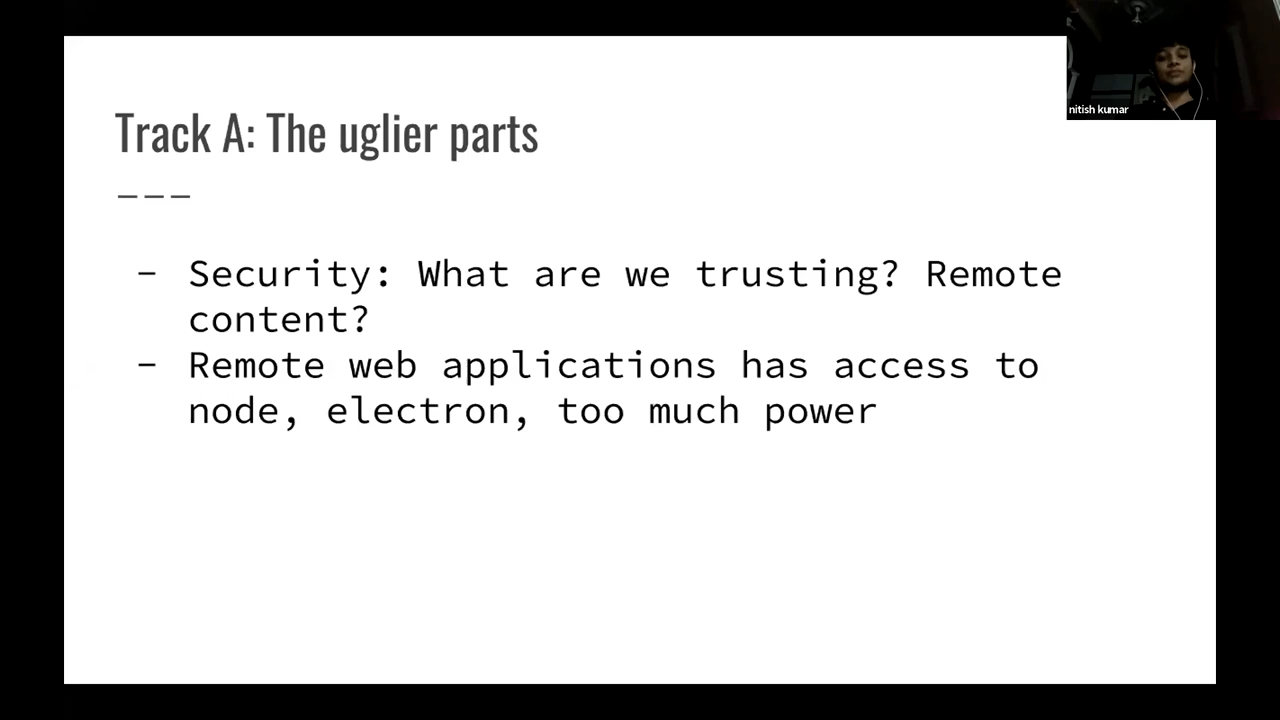 nitish kumar
Track A: The uglier parts
———
- Security: What are we trusting? Remote
content?
- Remote web applications has access to
node, electron, too much power